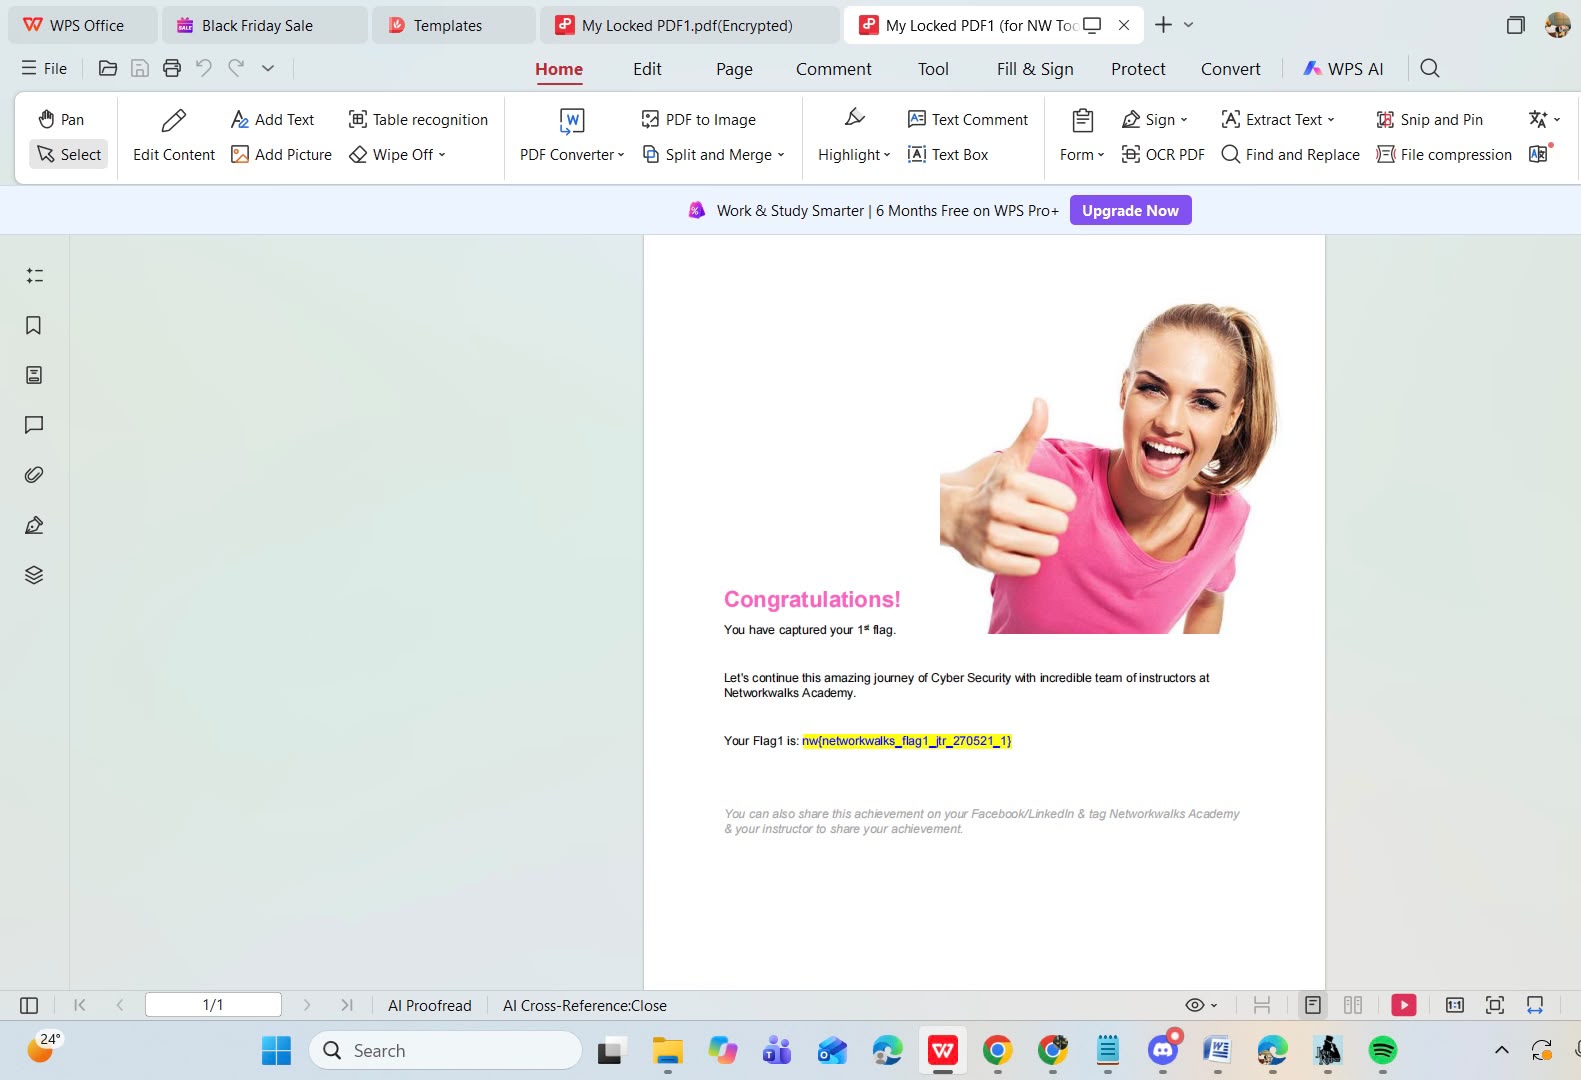 WPS Office
Black Friday Sale
Templates
My Locked PDF1.pdf(Encrypted)
My Locked PDF1 (for NW Too
File
Home
Edit
Page
Comment
Tool
Fill & Sign
Protect
Convert
WPS AI
Pan
Add Text
Table recognition
PDF to Image
Text Comment
Sign
Extract Text
Snip and Pin
Select
Edit Content
Add Picture
Wipe Off
PDF Converter
Split and Merge
Highlight
Text Box
Form
OCR PDF
Find and Replace
File compression
Work & Study Smarter | 6 Months Free on WPS Pro+
Upgrade Now
Congratulations!
You have captured your 1st flag.
Let's continue this amazing journey of Cyber Security with incredible team of instructors at
Networkwalks Academy.
Your Flag1 is: nw{networkwalks_flag1_jtr_270521_1}
You can also share this achievement on your Facebook/LinkedIn & tag Networkwalks Academy
& your instructor to share your achievement.
1/1
AI Proofread
AI Cross-Reference:Close
1:1
24°
Search